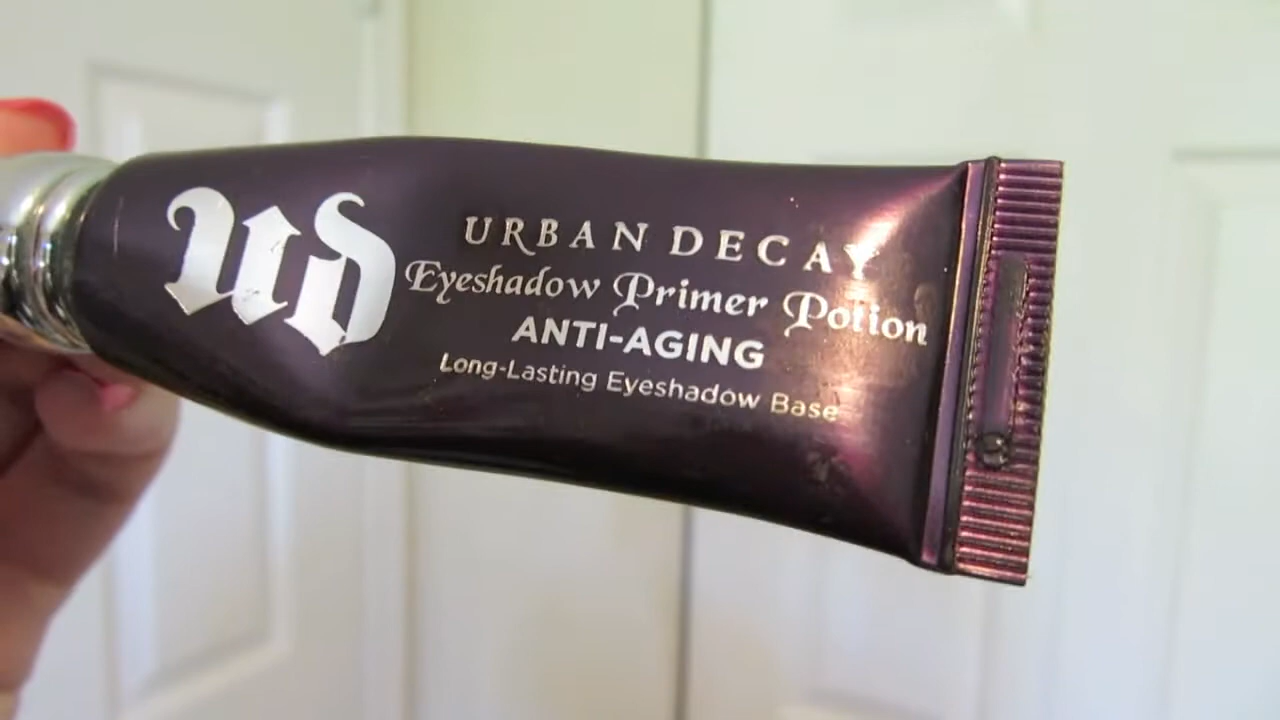 ud
URBAN DECAY
Eyeshadow Primer Potion
ANTI-AGING
Long-Lasting Eyeshadow Base